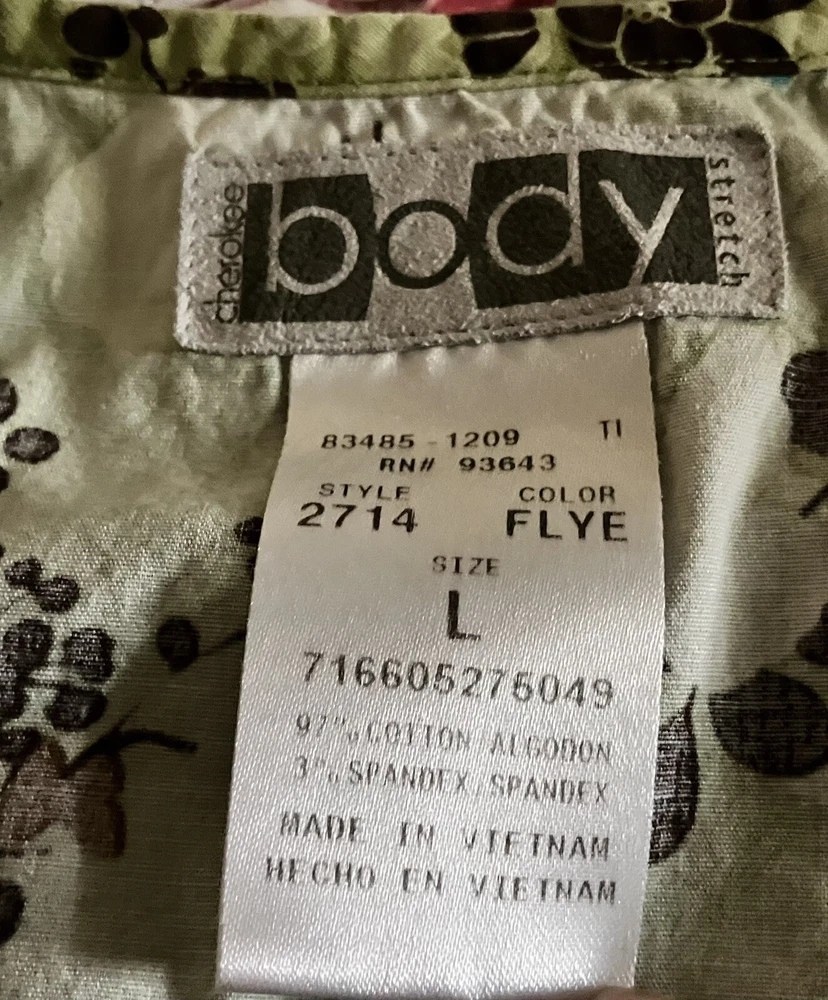 cherokee body stretch
83485-1209 TI
RN# 93643
STYLE COLOR
2714 FLYE
SIZE
L
716605275049
97% COTTON ALGODON
3% SPANDEX SPANDEX
MADE IN VIETNAM
HECHO EN VIETNAM